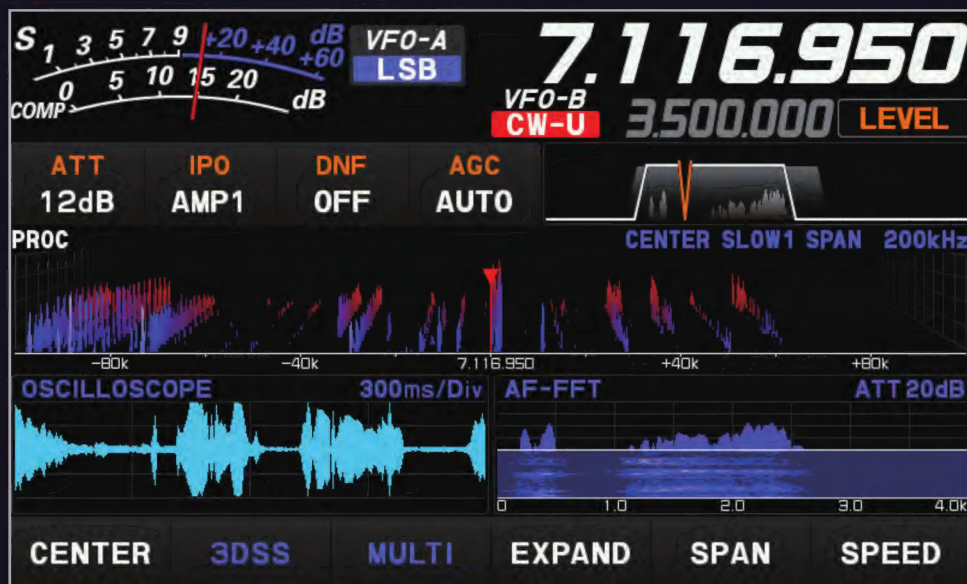 S 1 3 5 7 9 +20 +40 +60 dB
COMP 0 5 10 15 20 dB
VFO-A
LSB
7.116.950
VFO-B
CW-U
3.500.000
LEVEL
ATT IPO DNF AGC
12dB AMP1 OFF AUTO
PROC
CENTER SLOW1 SPAN 200kHz
-80k -40k 7.116.950 +40k +80k
OSCILLOSCOPE 300ms/Div
AF-FFT ATT 20dB
0 1.0 2.0 3.0 4.0k
CENTER 3DSS MULTI EXPAND SPAN SPEED